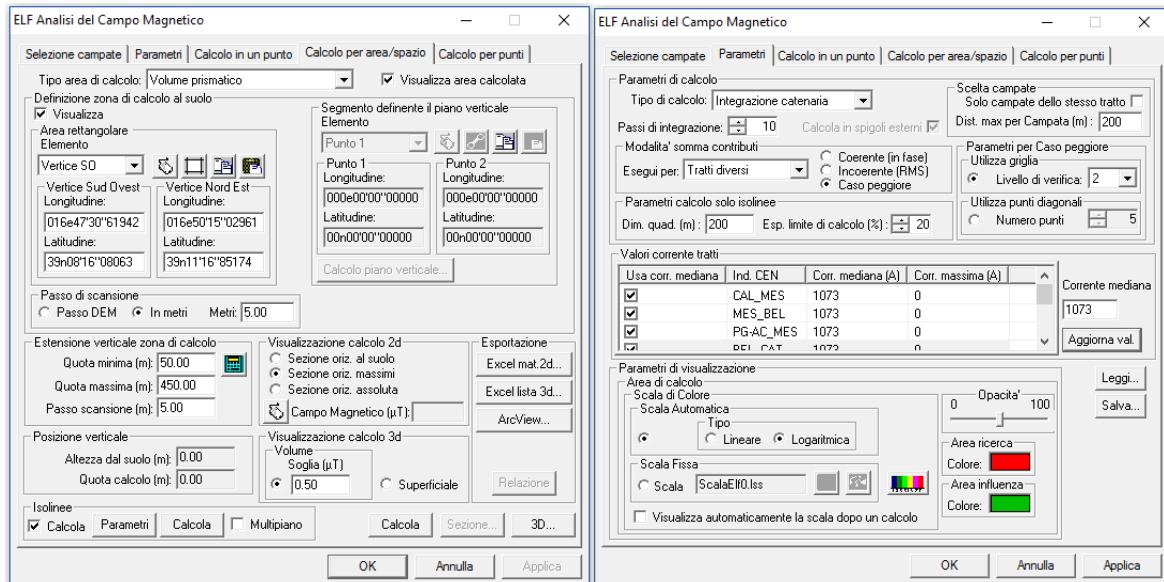 ELF Analisi del Campo Magnetico
Selezione campate Parametri Calcolo in un punto Calcolo per area/spazio Calcolo per punti
Tipo area di calcolo: Volume prismatico Visualizza area calcolata
Definizione zona di calcolo al suolo
Visualizza
Area rettangolare
Elemento
Vertice SO
Vertice Sud Ovest Vertice Nord Est
Longitudine: Longitudine:
016e47'30''61942 016e50'15''02961
Latitudine: Latitudine:
39n08'16''08063 39n11'16''85174
Segmento definente il piano verticale
Elemento
Punto 1
Punto 1 Punto 2
Longitudine: Longitudine:
000e00'00''00000 000e00'00''00000
Latitudine: Latitudine:
00n00'00''00000 00n00'00''00000
Calcolo piano verticale...
Passo di scansione
Passo DEM In metri Metri: 5.00
Estensione verticale zona di calcolo
Quota minima (m): 50.00
Quota massima (m): 450.00
Passo scansione (m): 5.00
Visualizzazione calcolo 2d
Sezione oriz. al suolo
Sezione oriz. massimi
Sezione oriz. assoluta
Campo Magnetico (µT):
Esportazione
Excel mat.2d...
Excel lista 3d...
ArcView...
Relazione
Posizione verticale
Altezza dal suolo (m): 0.00
Quota calcolo (m): 0.00
Visualizzazione calcolo 3d
Volume
Soglia (µT)
0.50 Superficiale
Isolinee
Calcola Parametri Calcola Multipiano Calcola Sezione... 3D...
OK Annulla Applica
ELF Analisi del Campo Magnetico
Selezione campate Parametri Calcolo in un punto Calcolo per area/spazio Calcolo per punti
Parametri di calcolo
Tipo di calcolo: Integrazione catenaria
Passi di integrazione: 10 Calcola in spigoli esterni
Scelta campate
Solo campate dello stesso tratto
Dist. max per Campata (m) : 200
Modalita' somma contributi
Esegui per: Tratti diversi
Coerente (in fase)
Incoerente (RMS)
Caso peggiore
Parametri per Caso peggiore
Utilizza griglia
Livello di verifica: 2
Utilizza punti diagonali
Numero punti 5
Parametri calcolo solo isolinee
Dim. quad. (m) : 200 Esp. limite di calcolo (%) : 20
Valori corrente tratti
Usa corr. mediana Ind. CEN Corr. mediana (A) Corr. massima (A)
CAL_MES 1073 0
MES_BEL 1073 0
PG-AC_MES 1073 0
BEL_CAT 1073 0
Corrente mediana
1073
Aggiorna val.
Parametri di visualizzazione
Area di calcolo
Scala di Colore
Scala Automatica
Tipo
Lineare Logaritmica
Scala Fissa
Scala ScalaElf0.lss
Visualizza automaticamente la scala dopo un calcolo
Opacita'
0 100
Area ricerca
Colore:
Area influenza
Colore:
Leggi...
Salva...
OK Annulla Applica